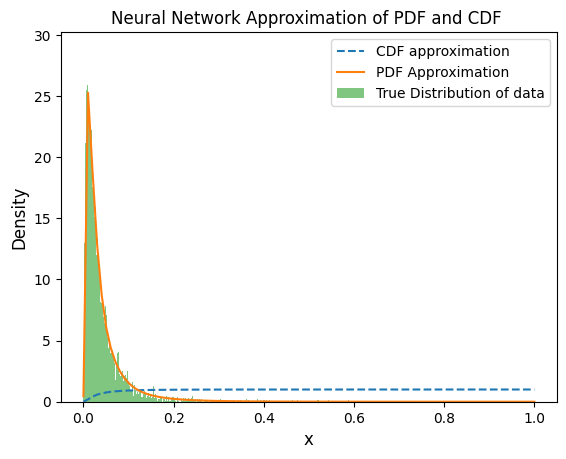 Neural Network Approximation of PDF and CDF
CDF approximation
PDF Approximation
True Distribution of data
Density
30
25
20
15
10
5
0
0.0 0.2 0.4 0.6 0.8 1.0
x